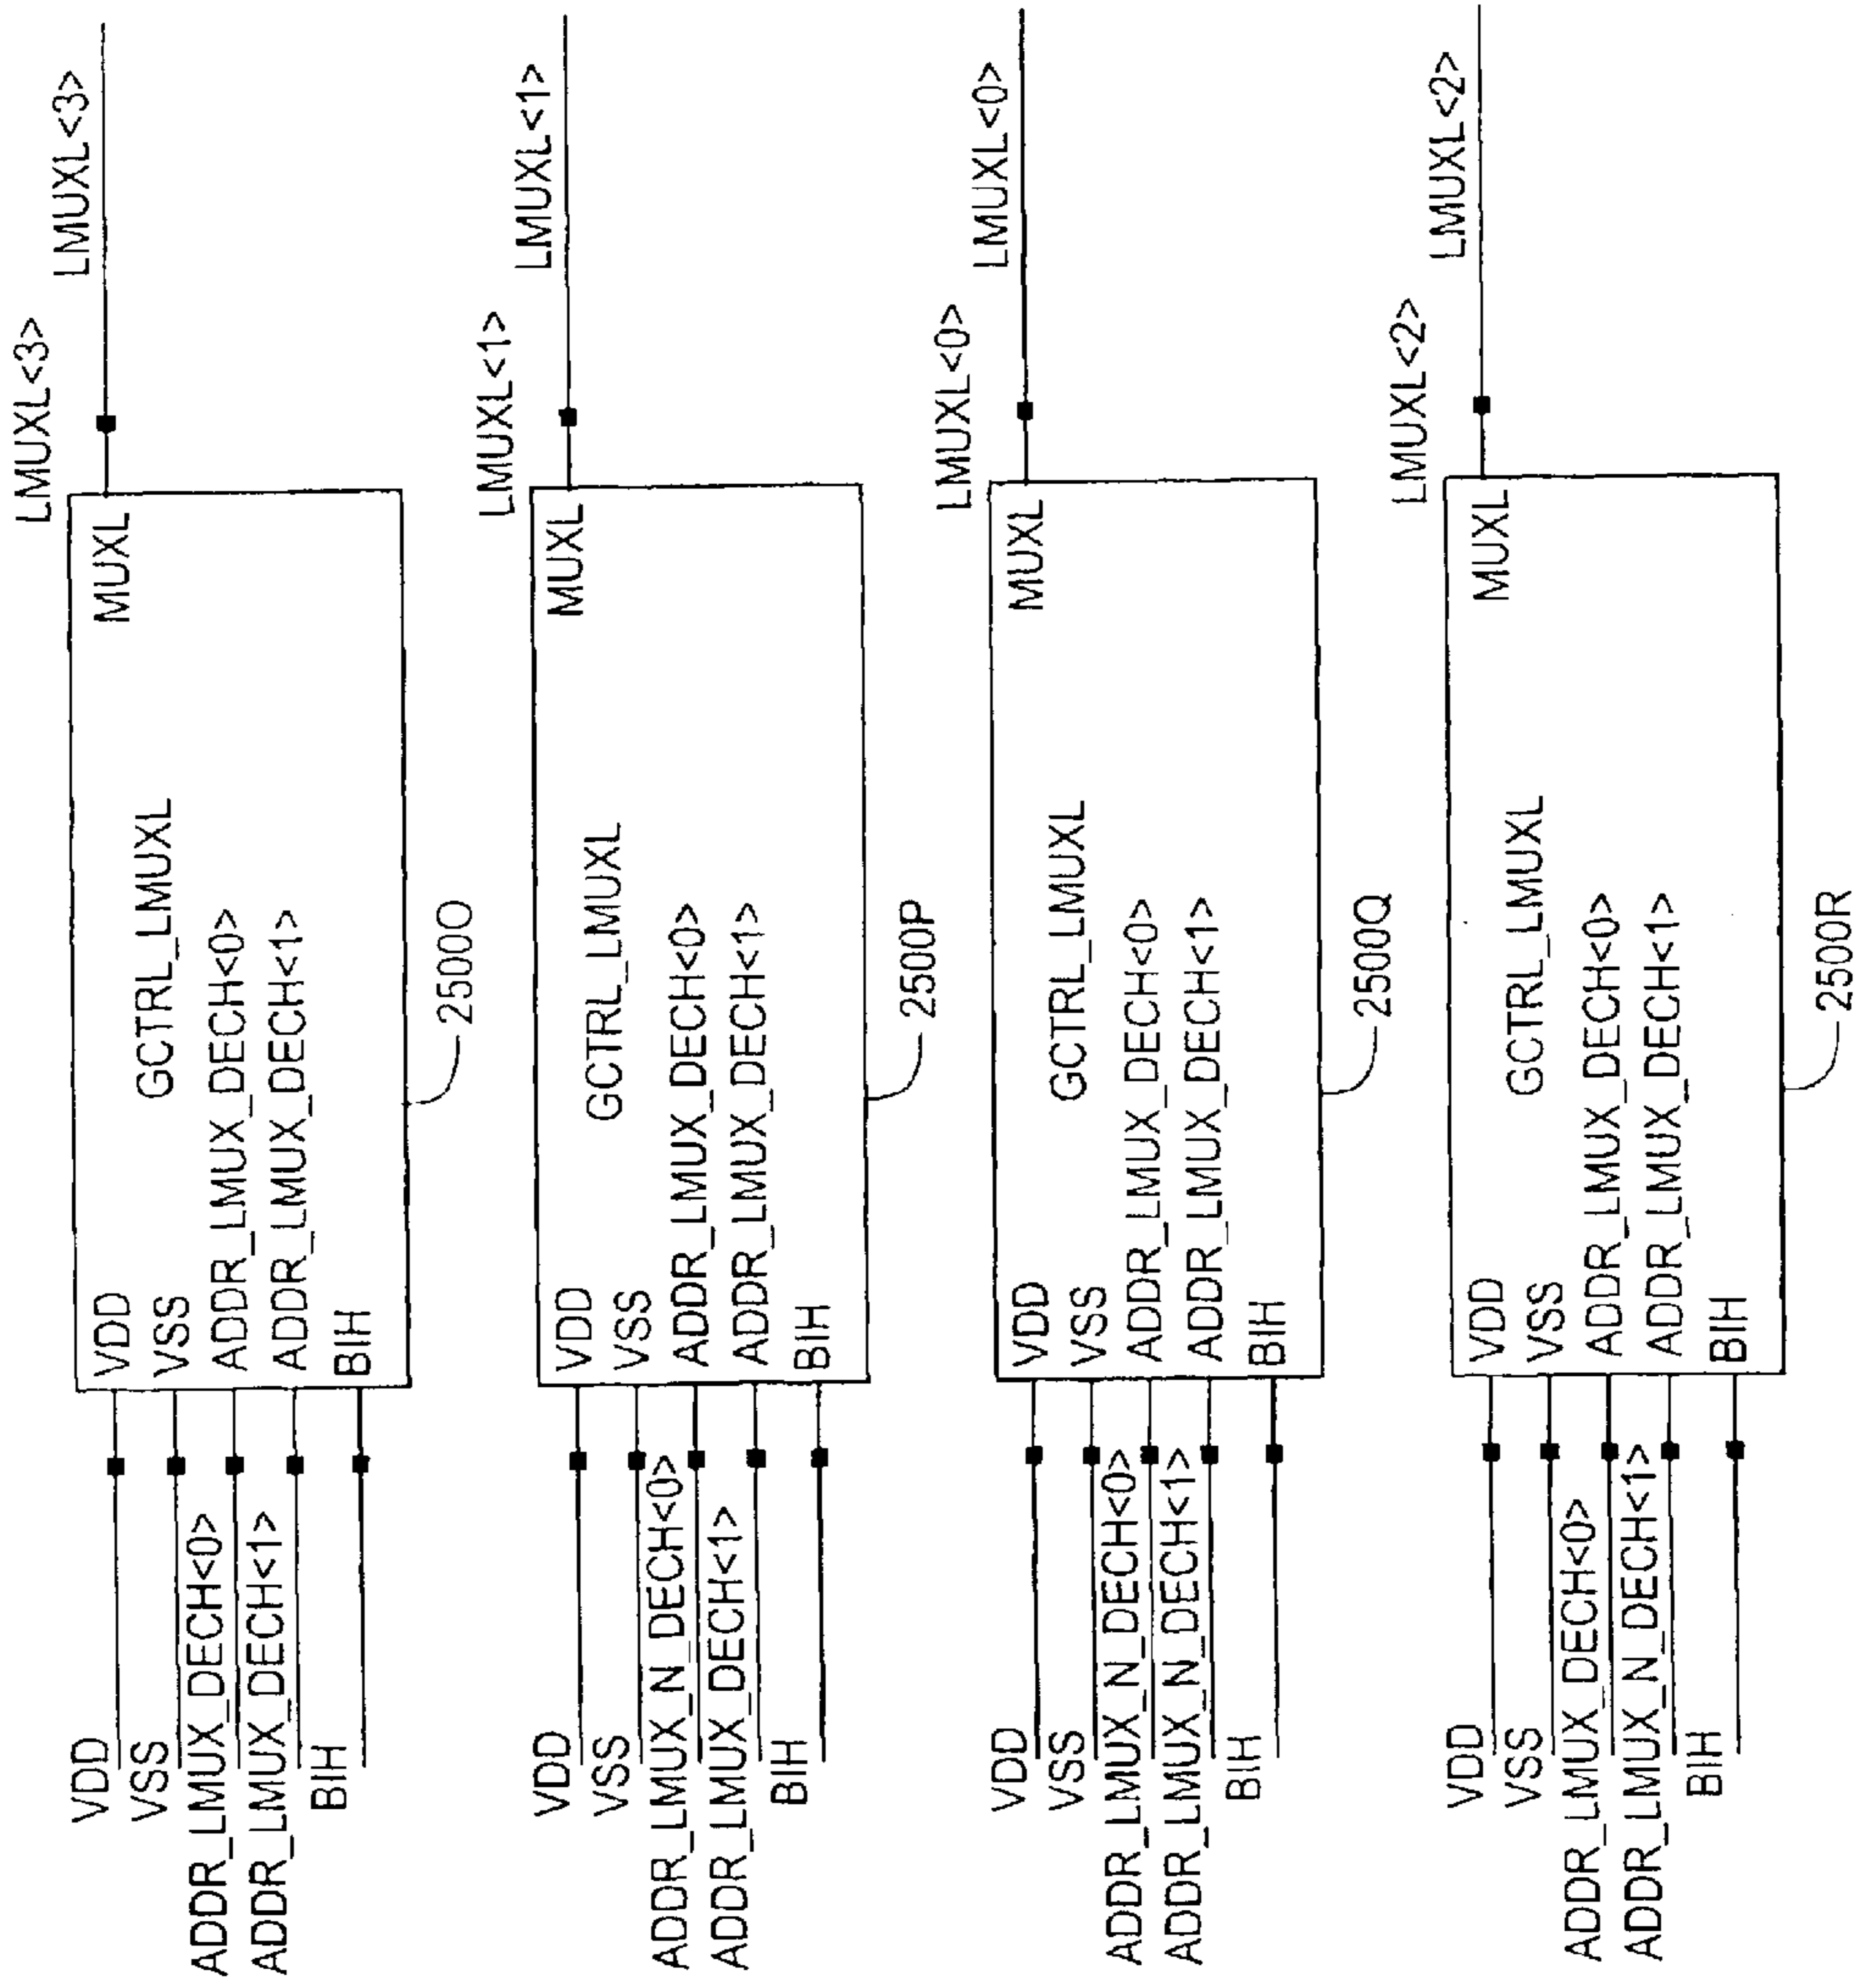 VDD
VSS
ADDR_LMUX_DECH<0>
ADDR_LMUX_DECH<1>
BIH
VDD
VSS
ADDR_LMUX_DECH<0>
ADDR_LMUX_DECH<1>
BIH
GCTRL_LMUXL
MUXL
2500O
LMUXL<3>
LMUXL<3>
VDD
VSS
ADDR_LMUX_N_DECH<0>
ADDR_LMUX_DECH<1>
BIH
VDD
VSS
ADDR_LMUX_DECH<0>
ADDR_LMUX_DECH<1>
BIH
GCTRL_LMUXL
MUXL
2500P
LMUXL<1>
LMUXL<1>
VDD
VSS
ADDR_LMUX_N_DECH<0>
ADDR_LMUX_N_DECH<1>
BIH
VDD
VSS
ADDR_LMUX_DECH<0>
ADDR_LMUX_DECH<1>
BIH
GCTRL_LMUXL
MUXL
2500Q
LMUXL<0>
LMUXL<0>
VDD
VSS
ADDR_LMUX_DECH<0>
ADDR_LMUX_N_DECH<1>
BIH
VDD
VSS
ADDR_LMUX_DECH<0>
ADDR_LMUX_DECH<1>
BIH
GCTRL_LMUXL
MUXL
2500R
LMUXL<2>
LMUXL<2>